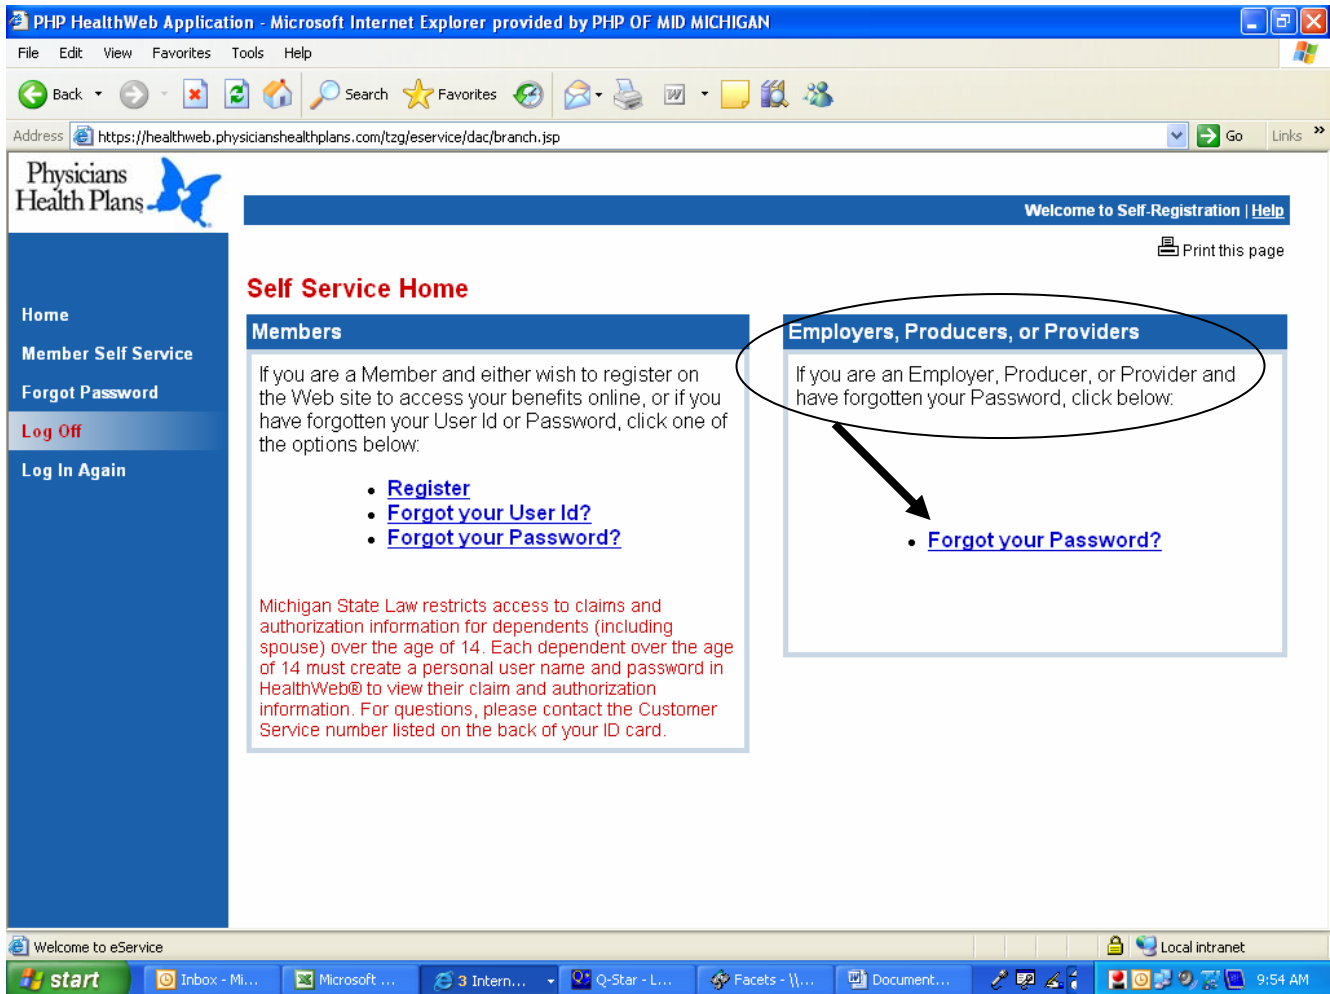 PHP HealthWeb Application - Microsoft Internet Explorer provided by PHP OF MID MICHIGAN
File Edit View Favorites Tools Help
Back Search Favorites
Address https://healthweb.physicianshealthplans.com/tzg/eservice/dac/branch.jsp Go Links »
Physicians
Health Plans
Welcome to Self-Registration | Help
Print this page
Self Service Home
Home
Member Self Service
Forgot Password
Log Off
Log In Again
Members
If you are a Member and either wish to register on
the Web site to access your benefits online, or if you
have forgotten your User Id or Password, click one of
the options below:
• Register
• Forgot your User Id?
• Forgot your Password?
Michigan State Law restricts access to claims and
authorization information for dependents (including
spouse) over the age of 14. Each dependent over the age
of 14 must create a personal user name and password in
HealthWeb® to view their claim and authorization
information. For questions, please contact the Customer
Service number listed on the back of your ID card.
Employers, Producers, or Providers
If you are an Employer, Producer, or Provider and
have forgotten your Password, click below:
• Forgot your Password?
Welcome to eService Local intranet
start Inbox - Mi... Microsoft ... 3 Intern... Q-Star - L... Facets - \\... Document... 9:54 AM